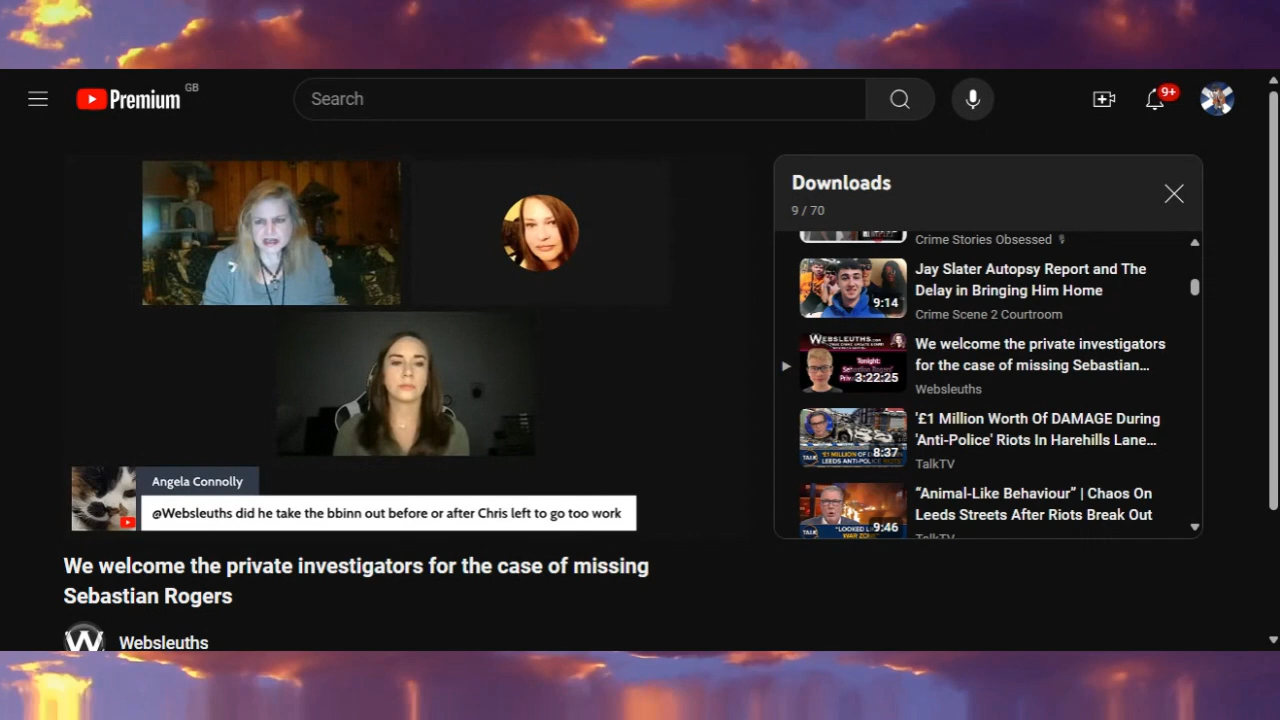 Premium GB
Search
9+
Angela Connolly
@Websleuths did he take the bbinn out before or after Chris left to go too work
We welcome the private investigators for the case of missing
Sebastian Rogers
W
Websleuths
Downloads
9 / 70
Crime Stories Obsessed
9:14
Jay Slater Autopsy Report and The
Delay in Bringing Him Home
Crime Scene 2 Courtroom
WEBSLEUTHS.com
Tonight:
3:22:25
We welcome the private investigators
for the case of missing Sebastian...
Websleuths
8:37
'£1 Million Worth Of DAMAGE During
'Anti-Police' Riots In Harehills Lane...
TalkTV
9:46
“Animal-Like Behaviour” | Chaos On
Leeds Streets After Riots Break Out
TalkTV